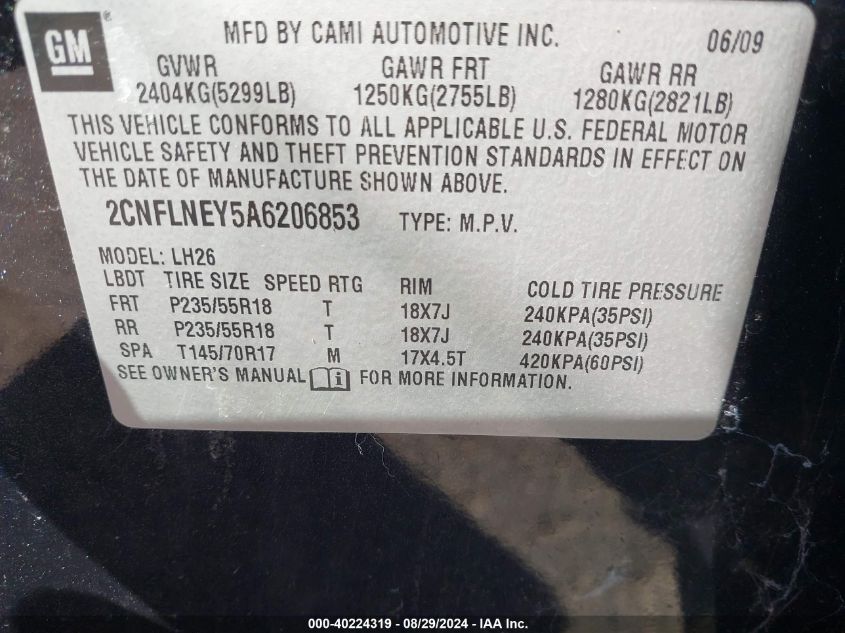 GM
MFD BY CAMI AUTOMOTIVE INC. 06/09
GVWR GAWR FRT GAWR RR
2404KG(5299LB) 1250KG(2755LB) 1280KG(2821LB)
THIS VEHICLE CONFORMS TO ALL APPLICABLE U.S. FEDERAL MOTOR
VEHICLE SAFETY AND THEFT PREVENTION STANDARDS IN EFFECT ON
THE DATE OF MANUFACTURE SHOWN ABOVE.
2CNFLNEY5A6206853 TYPE: M.P.V.
MODEL: LH26
LBDT TIRE SIZE SPEED RTG RIM COLD TIRE PRESSURE
FRT P235/55R18 T 18X7J 240KPA(35PSI)
RR P235/55R18 T 18X7J 240KPA(35PSI)
SPA T145/70R17 M 17X4.5T 420KPA(60PSI)
SEE OWNER'S MANUAL i FOR MORE INFORMATION.
000-40224319 - 08/29/2024 - IAA Inc.